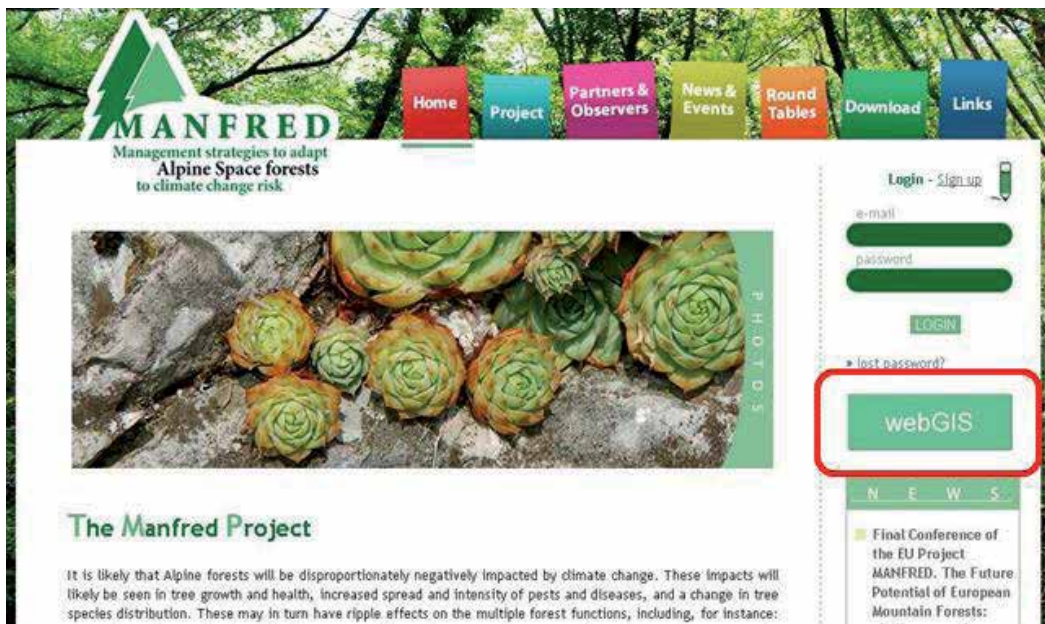 MANFRED
Management strategies to adapt
Alpine Space forests
to climate change risk
Home
Project
Partners &
Observers
News &
Events
Round
Tables
Download
Links
Login - Sign up
e-mail
password
LOGIN
» lost password?
webGIS
PHOTOS
NEWS
Final Conference of
the EU Project
MANFRED. The Future
Potential of European
Mountain Forests:
The Manfred Project
It is likely that Alpine forests will be disproportionately negatively impacted by climate change. These impacts will
likely be seen in tree growth and health, increased spread and intensity of pests and diseases, and a change in tree
species distribution. These may in turn have ripple effects on the multiple forest functions, including, for instance: